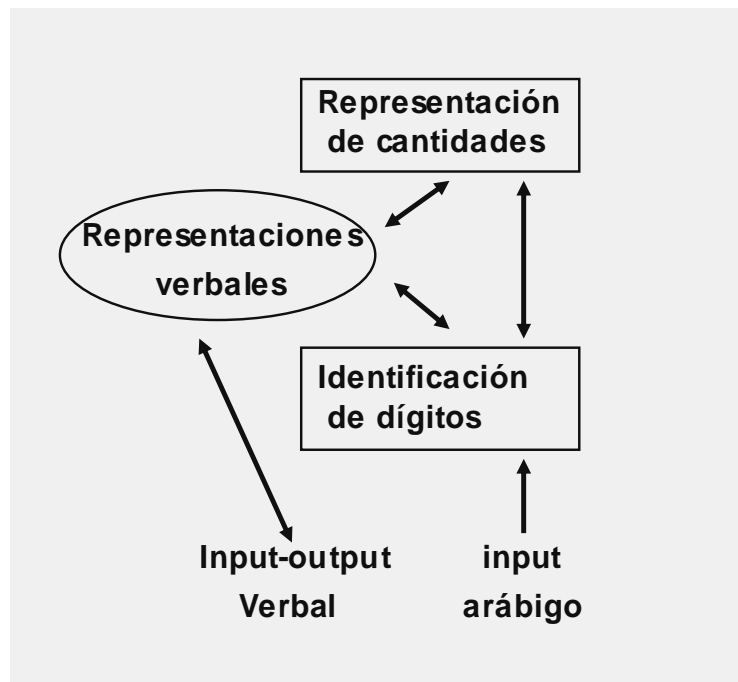 Representación
de cantidades
Representaciones
verbales
Identificación
de dígitos
Input-output
Verbal
input
arábigo